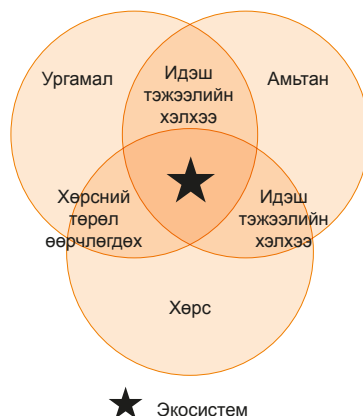 Ургамал
Идэш
тэжээлийн
хэлхээ
Амьтан
Хөрсний
төрөл
өөрчлөгдөх
Идэш
тэжээлийн
хэлхээ
Хөрс
Экосистем